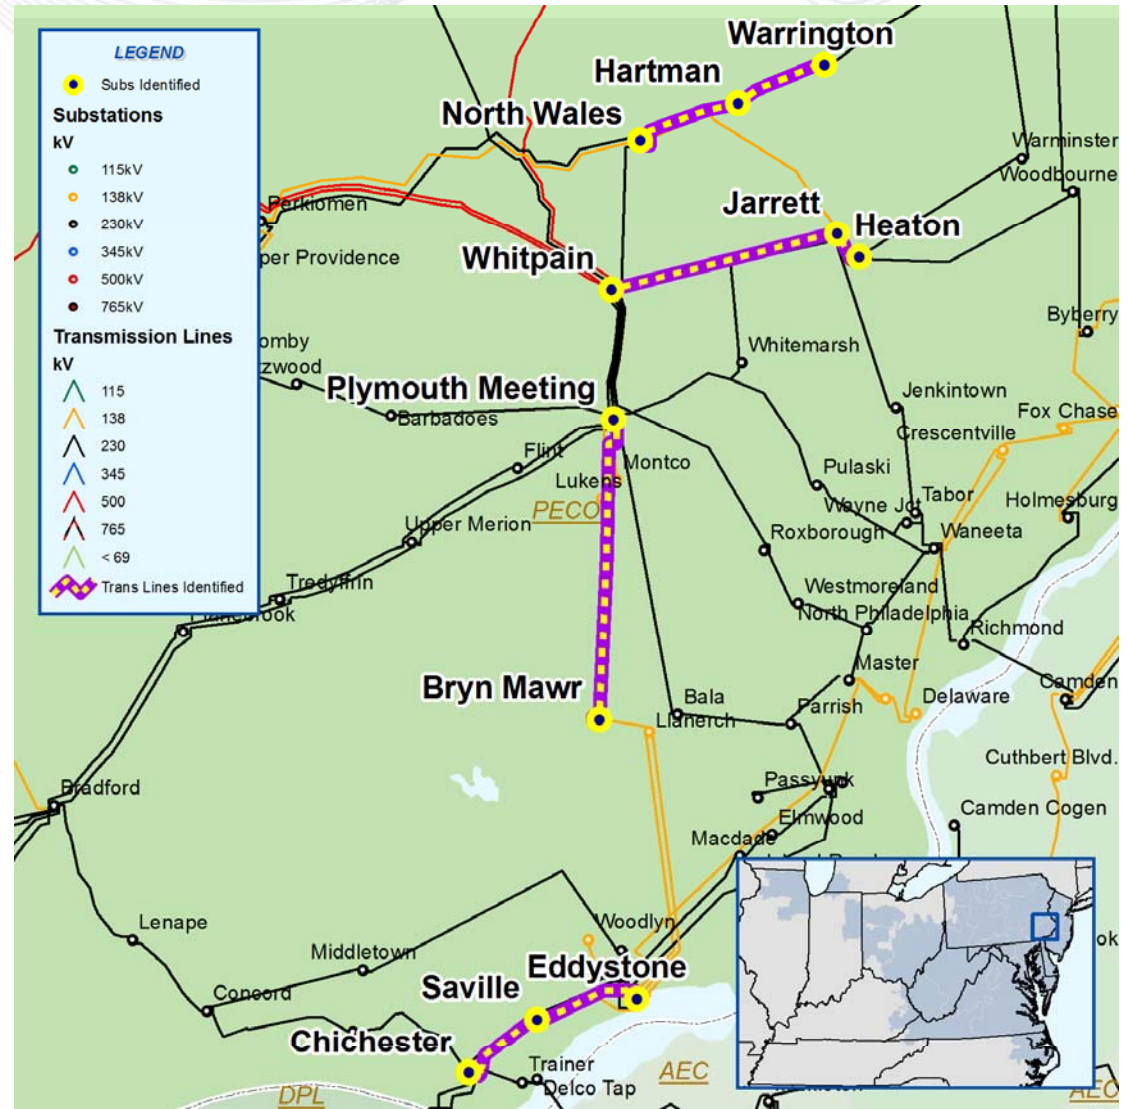 LEGEND
Subs Identified
Substations
kV
115kV
138kV
230kV
345kV
500kV
765kV
Transmission Lines
kV
115
138
230
345
500
765
< 69
Trans Lines Identified
Warrington
Hartman
North Wales
Warminster
Woodbourne
Jarrett
Heaton
Perkiomen
per Providence
Whitpain
Byberry
omby
zwood
Whitemarsh
Plymouth Meeting
Barbadoes
Jenkintown
Fox Chase
Crescentville
Flint
Montco
Lukens
Pulaski
Tabor
Wayne Jct
Holmesburg
PECO
Upper Merion
Roxborough
Waneeta
Tredyffrin
Westmoreland
North Philadelphia
Richmond
Master
Bryn Mawr
Bala
Llanerch
Parrish
Delaware
Camden
Cuthbert Blvd.
Bradford
Passyunk
Elmwood
Camden Cogen
Macdade
Lenape
Woodlyn
ok
Middletown
Eddystone
Saville
Concord
Chichester
Trainer
Delco Tap
AEC
DPL
AEC